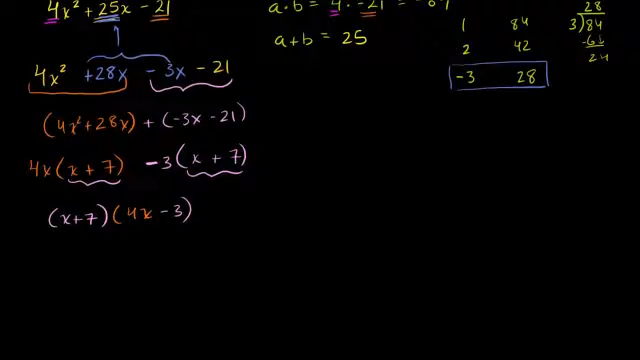 4x² + 25x - 21
a·b = 4·-21 = -84
a+b = 25
1 84
2 42
-3 28
28
3)84
24
4x² +28x -3x -21
(4x²+28x) + (-3x -21)
4x(x + 7) -3(x + 7)
(x+7)(4x -3)